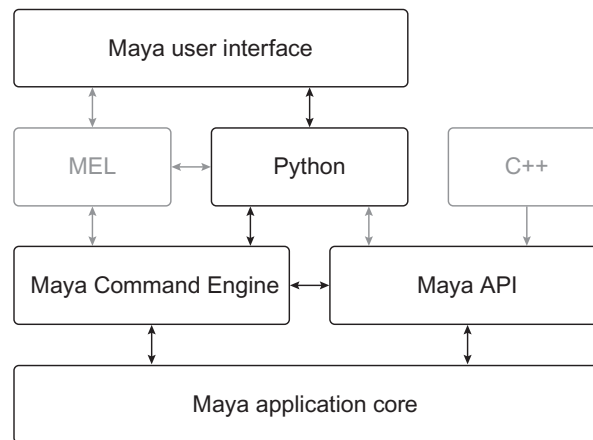 Maya user interface
MEL
Python
C++
Maya Command Engine
Maya API
Maya application core